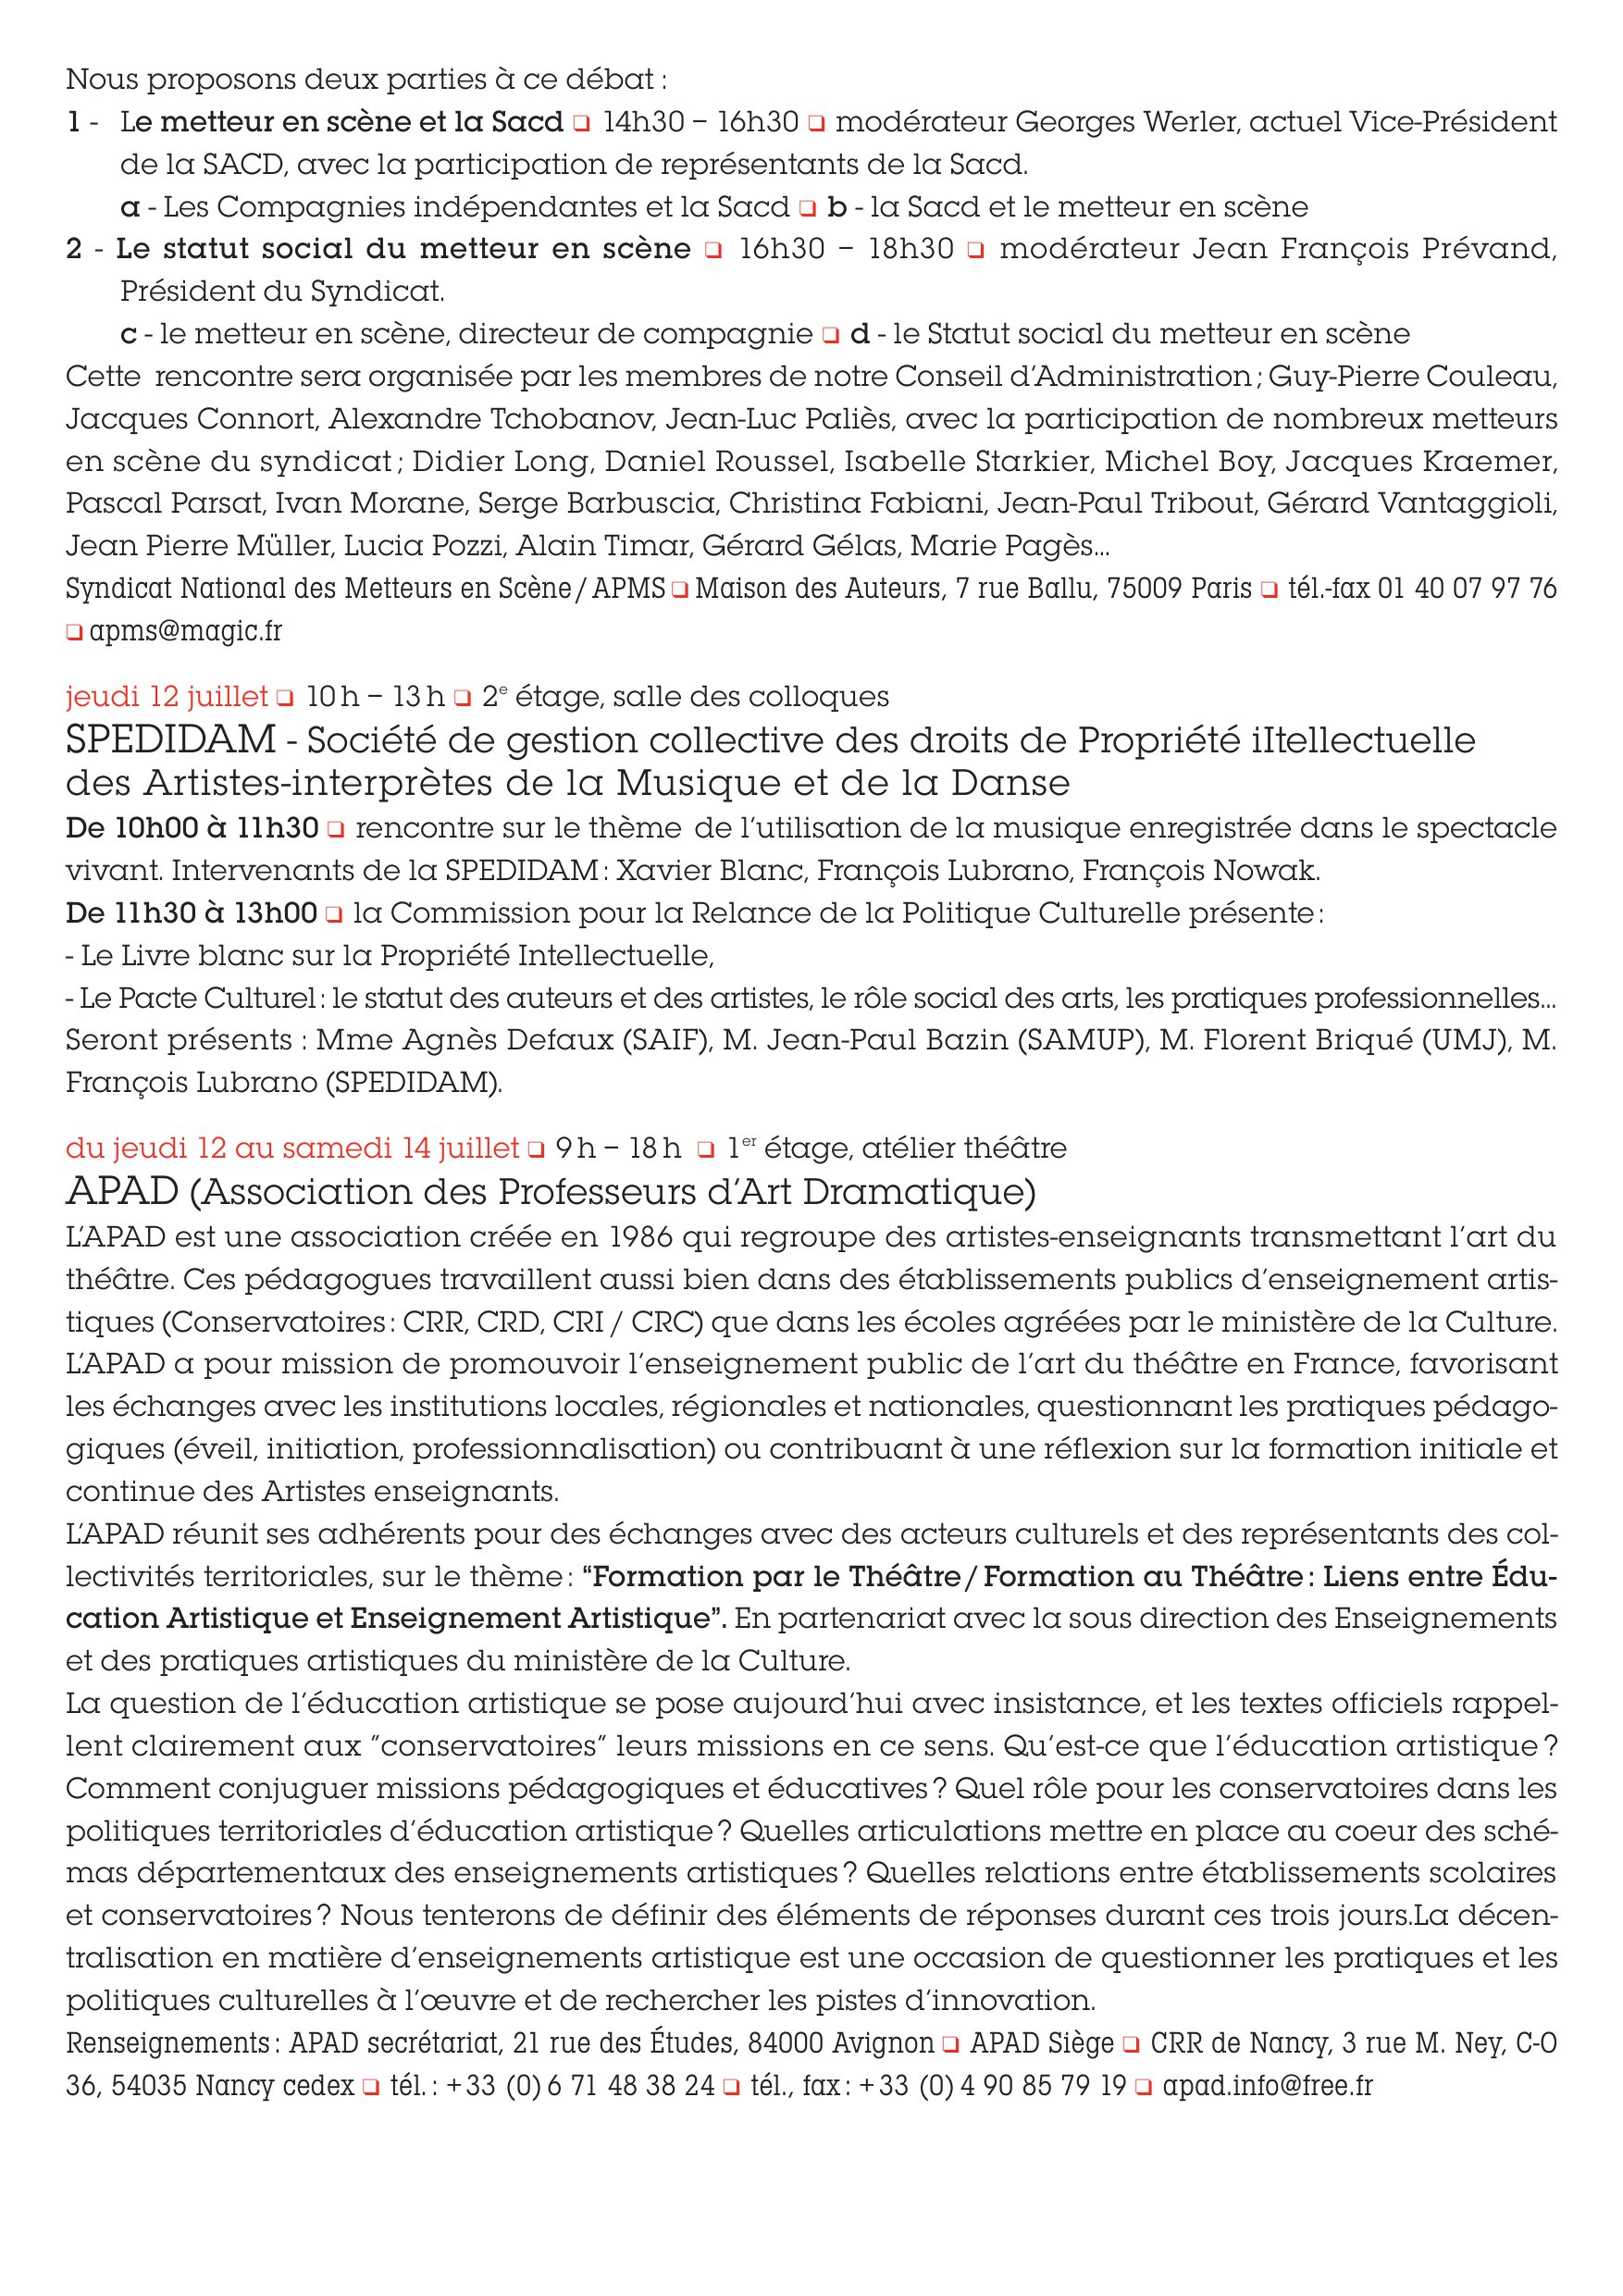 Nous proposons deux parties à ce débat :
1 - Le metteur en scène et la Sacd ❏ 14h30 – 16h30 ❏ modérateur Georges Werler, actuel Vice-Président
de la SACD, avec la participation de représentants de la Sacd.
a - Les Compagnies indépendantes et la Sacd ❏ b - la Sacd et le metteur en scène
2 - Le statut social du metteur en scène ❏ 16h30 – 18h30 ❏ modérateur Jean François Prévand,
Président du Syndicat.
c - le metteur en scène, directeur de compagnie ❏ d - le Statut social du metteur en scène
Cette rencontre sera organisée par les membres de notre Conseil d'Administration ; Guy-Pierre Couleau,
Jacques Connort, Alexandre Tchobanov, Jean-Luc Paliès, avec la participation de nombreux metteurs
en scène du syndicat ; Didier Long, Daniel Roussel, Isabelle Starkier, Michel Boy, Jacques Kraemer,
Pascal Parsat, Ivan Morane, Serge Barbuscia, Christina Fabiani, Jean-Paul Tribout, Gérard Vantaggioli,
Jean Pierre Müller, Lucia Pozzi, Alain Timar, Gérard Gélas, Marie Pagès...
Syndicat National des Metteurs en Scène / APMS ❏ Maison des Auteurs, 7 rue Ballu, 75009 Paris ❏ tél.-fax 01 40 07 97 76
❏ apms@magic.fr
jeudi 12 juillet ❏ 10 h – 13 h ❏ 2e étage, salle des colloques
SPEDIDAM - Société de gestion collective des droits de Propriété iItellectuelle
des Artistes-interprètes de la Musique et de la Danse
De 10h00 à 11h30 ❏ rencontre sur le thème de l'utilisation de la musique enregistrée dans le spectacle
vivant. Intervenants de la SPEDIDAM : Xavier Blanc, François Lubrano, François Nowak.
De 11h30 à 13h00 ❏ la Commission pour la Relance de la Politique Culturelle présente :
- Le Livre blanc sur la Propriété Intellectuelle,
- Le Pacte Culturel : le statut des auteurs et des artistes, le rôle social des arts, les pratiques professionnelles...
Seront présents : Mme Agnès Defaux (SAIF), M. Jean-Paul Bazin (SAMUP), M. Florent Briqué (UMJ), M.
François Lubrano (SPEDIDAM).
du jeudi 12 au samedi 14 juillet ❏ 9 h – 18 h ❏ 1er étage, atélier théâtre
APAD (Association des Professeurs d'Art Dramatique)
L'APAD est une association créée en 1986 qui regroupe des artistes-enseignants transmettant l'art du
théâtre. Ces pédagogues travaillent aussi bien dans des établissements publics d'enseignement artis-
tiques (Conservatoires : CRR, CRD, CRI / CRC) que dans les écoles agréées par le ministère de la Culture.
L'APAD a pour mission de promouvoir l'enseignement public de l'art du théâtre en France, favorisant
les échanges avec les institutions locales, régionales et nationales, questionnant les pratiques pédago-
giques (éveil, initiation, professionnalisation) ou contribuant à une réflexion sur la formation initiale et
continue des Artistes enseignants.
L'APAD réunit ses adhérents pour des échanges avec des acteurs culturels et des représentants des col-
lectivités territoriales, sur le thème : “Formation par le Théâtre / Formation au Théâtre : Liens entre Édu-
cation Artistique et Enseignement Artistique”. En partenariat avec la sous direction des Enseignements
et des pratiques artistiques du ministère de la Culture.
La question de l'éducation artistique se pose aujourd'hui avec insistance, et les textes officiels rappel-
lent clairement aux "conservatoires" leurs missions en ce sens. Qu'est-ce que l'éducation artistique ?
Comment conjuguer missions pédagogiques et éducatives ? Quel rôle pour les conservatoires dans les
politiques territoriales d'éducation artistique ? Quelles articulations mettre en place au coeur des sché-
mas départementaux des enseignements artistiques ? Quelles relations entre établissements scolaires
et conservatoires ? Nous tenterons de définir des éléments de réponses durant ces trois jours.La décen-
tralisation en matière d'enseignements artistique est une occasion de questionner les pratiques et les
politiques culturelles à l'œuvre et de rechercher les pistes d'innovation.
Renseignements : APAD secrétariat, 21 rue des Études, 84000 Avignon ❏ APAD Siège ❏ CRR de Nancy, 3 rue M. Ney, C-O
36, 54035 Nancy cedex ❏ tél. : +33 (0) 6 71 48 38 24 ❏ tél., fax : +33 (0) 4 90 85 79 19 ❏ apad.info@free.fr